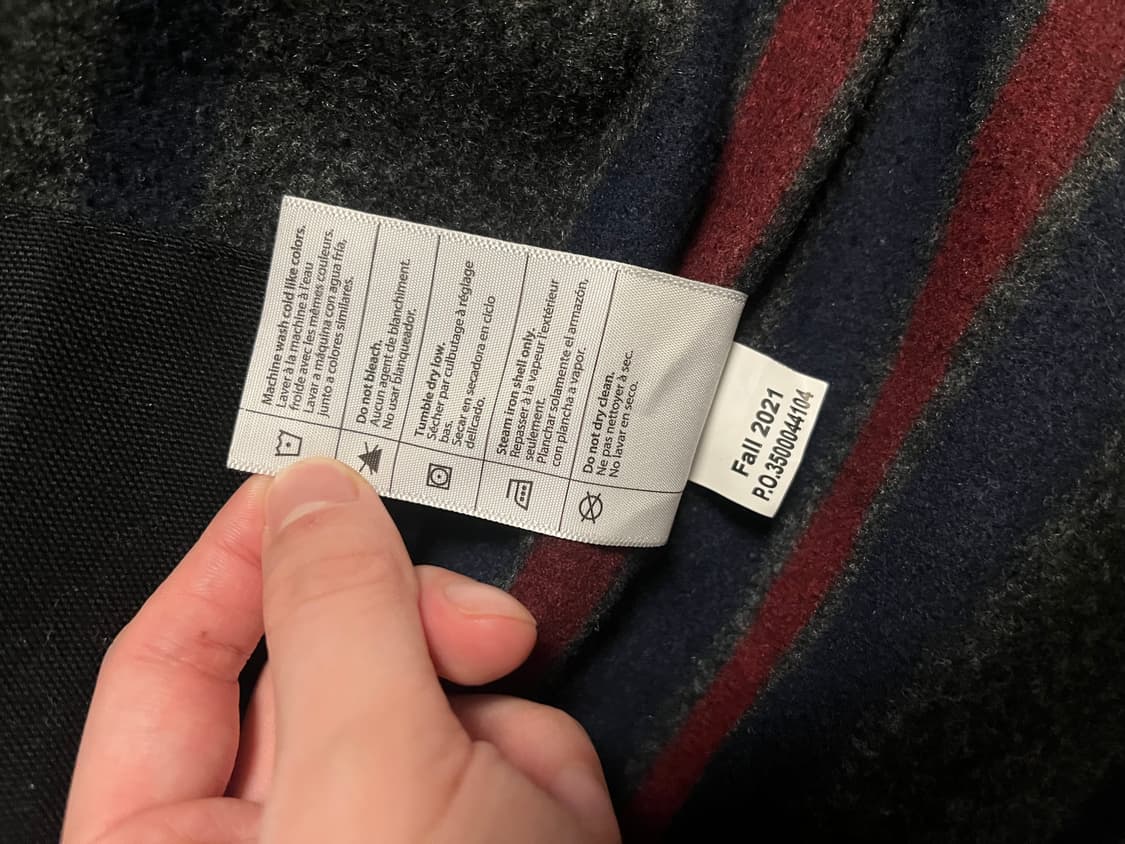 Machine wash cold like colors.
Laver à la machine à l'eau
froide avec les mêmes couleurs.
Lavar a máquina con agua fría,
junto a colores similares.
Do not bleach.
Aucun agent de blanchiment.
No usar blanqueador.
Tumble dry low.
Sécher par culbutage à réglage
bas.
Secar en secadora en ciclo
delicado.
Steam iron shell only.
Repasser à la vapeur l'extérieur
seulement.
Planchar solamente el armazón,
con plancha a vapor.
Do not dry clean.
Ne pas nettoyer à sec.
No lavar en seco.
Fall 2021
P.O.3500044104